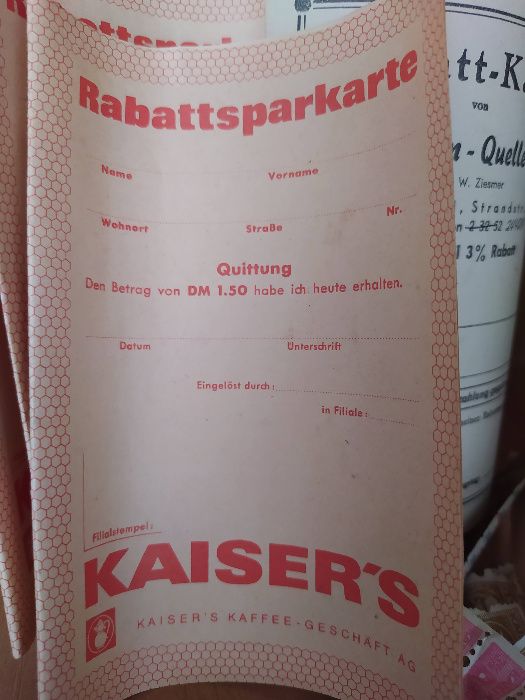 Rabattsparkarte
Name Vorname
Wohnort Straße Nr.
Quittung
Den Betrag von DM 1.50 habe ich heute erhalten.
Datum Unterschrift
Eingelöst durch:
in Filiale:
Filialstempel:
KAISER'S
KAISER'S KAFFEE-GESCHÄFT AG
tt-K
von
- Quelle
W. Ziesmer
, Strandstr
3% Rabatt